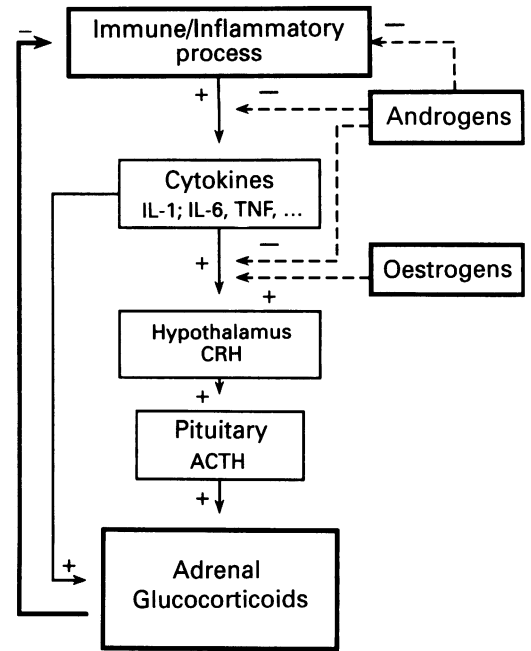 Immune/Inflammatory
process
−
−
+
−
Androgens
Cytokines
IL-1; IL-6, TNF, ...
+
−
+
Oestrogens
Hypothalamus
CRH
+
Pituitary
ACTH
+
+
Adrenal
Glucocorticoids